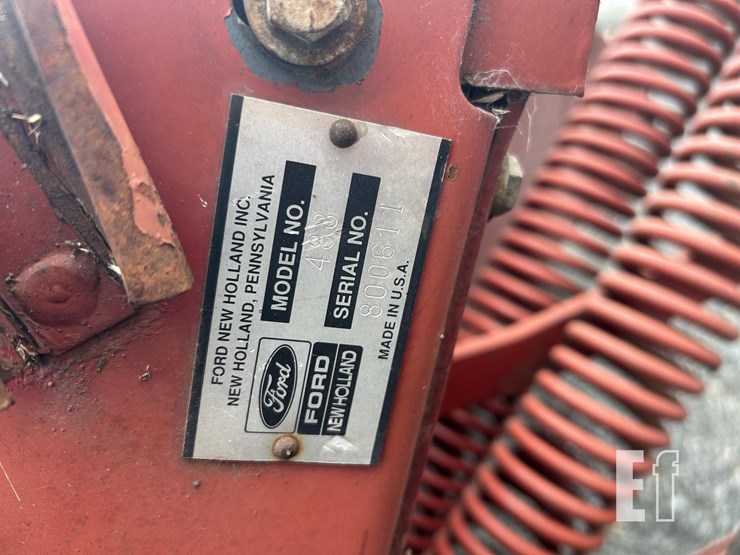 FORD NEW HOLLAND INC.
NEW HOLLAND, PENNSYLVANIA
MODEL NO.
488
SERIAL NO.
800611
MADE IN U.S.A.
Ford
FORD
NEW HOLLAND
Ef